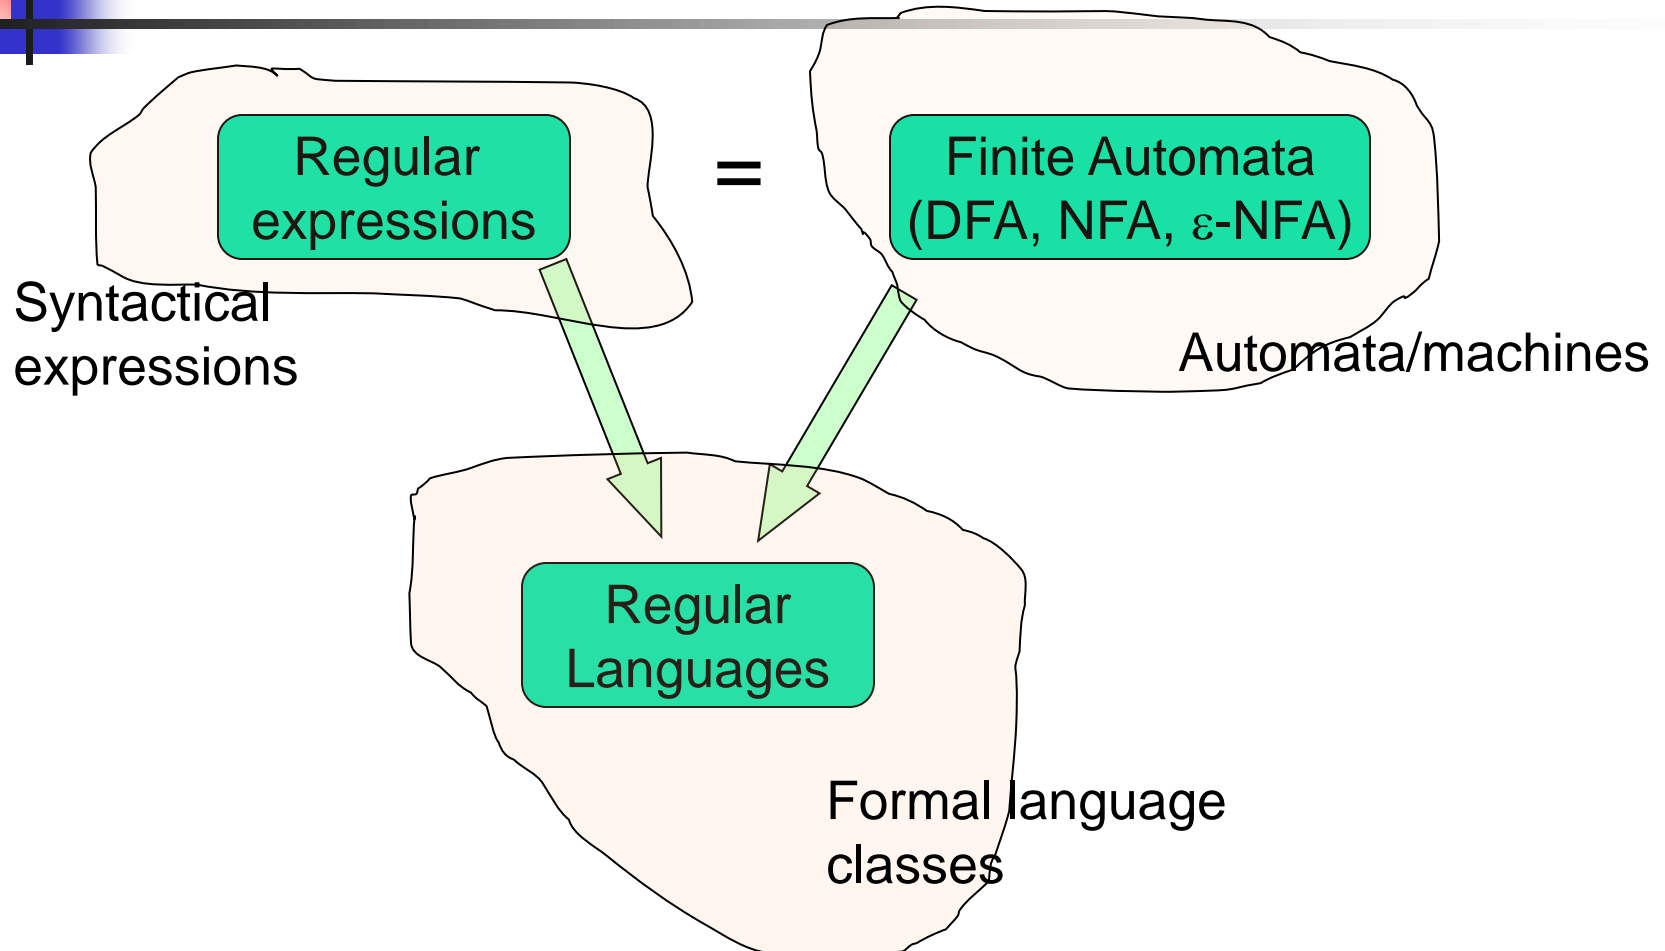 Regular
expressions
=
Finite Automata
(DFA, NFA, ε-NFA)
Syntactical
expressions
Automata/machines
Regular
Languages
Formal language
classes